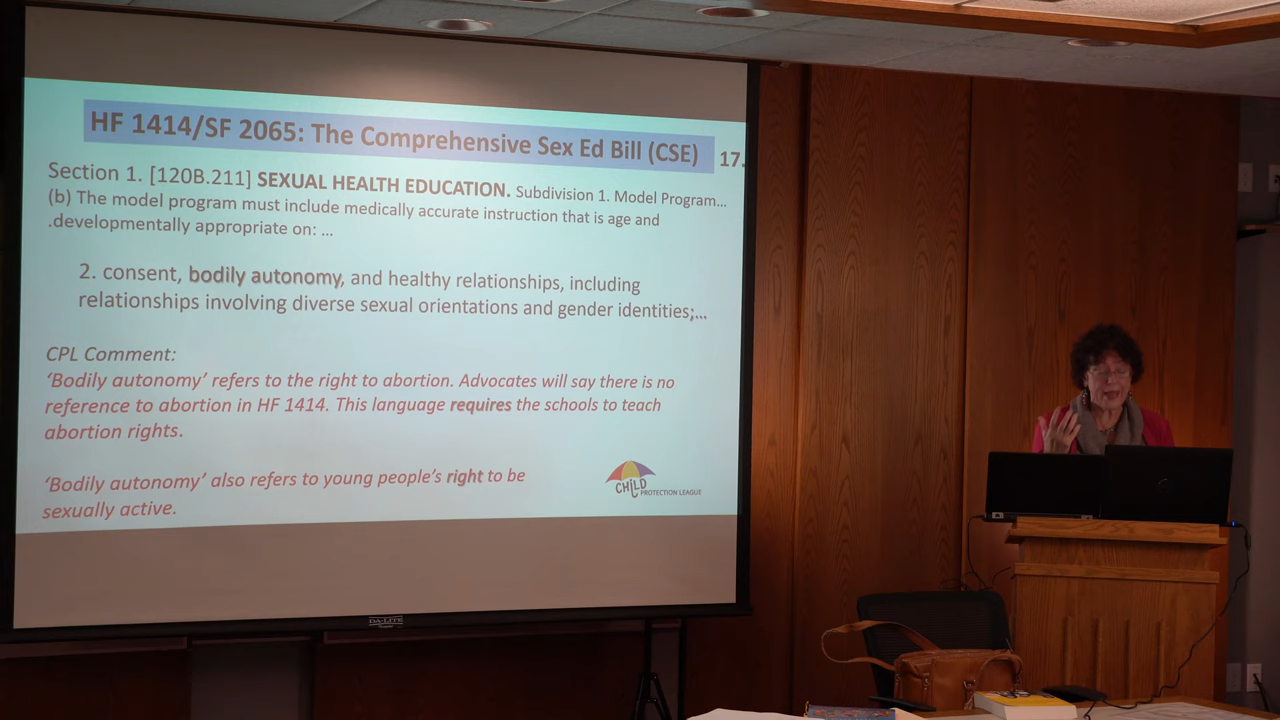 HF 1414/SF 2065: The Comprehensive Sex Ed Bill (CSE)
17.
Section 1. [120B.211] SEXUAL HEALTH EDUCATION. Subdivision 1. Model Program...
(b) The model program must include medically accurate instruction that is age and
.developmentally appropriate on: ...
2. consent, bodily autonomy, and healthy relationships, including
relationships involving diverse sexual orientations and gender identities;...
CPL Comment:
'Bodily autonomy' refers to the right to abortion. Advocates will say there is no
reference to abortion in HF 1414. This language requires the schools to teach
abortion rights.
'Bodily autonomy' also refers to young people's right to be
sexually active.
CHILD
PROTECTION LEAGUE
DA-LITE